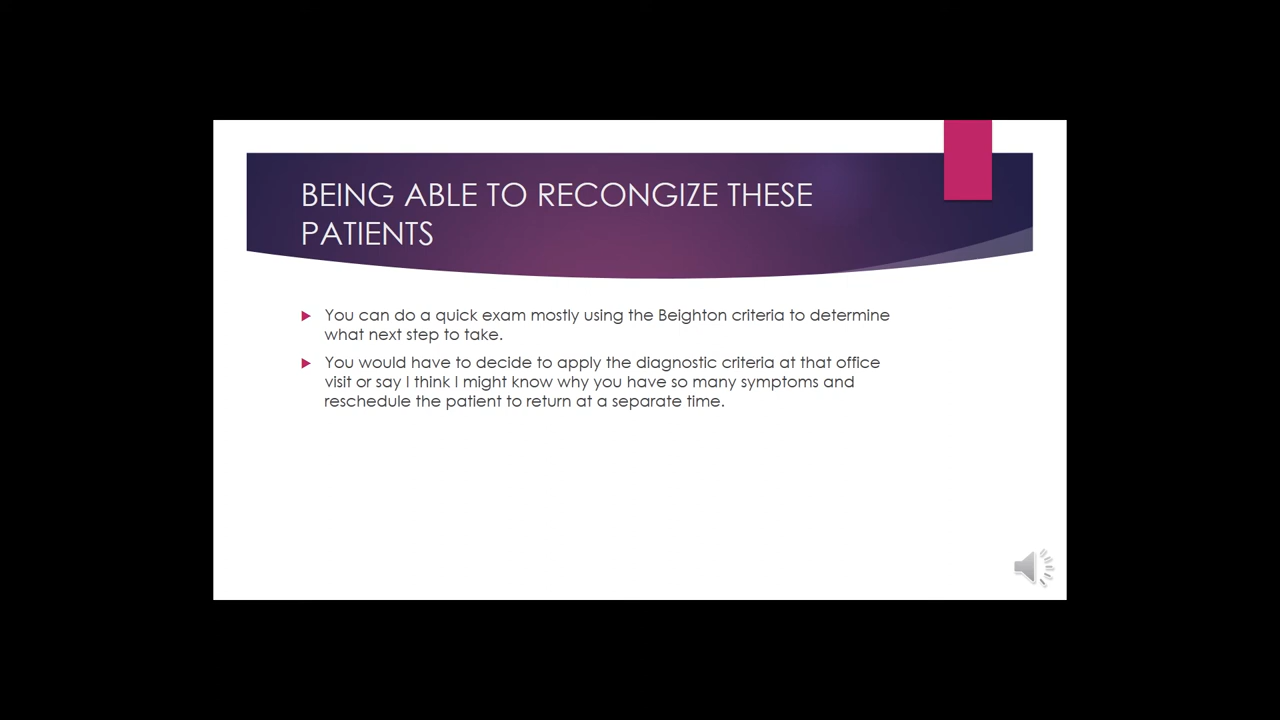 BEING ABLE TO RECONGIZE THESE
PATIENTS
You can do a quick exam mostly using the Beighton criteria to determine
what next step to take.
You would have to decide to apply the diagnostic criteria at that office
visit or say I think I might know why you have so many symptoms and
reschedule the patient to return at a separate time.